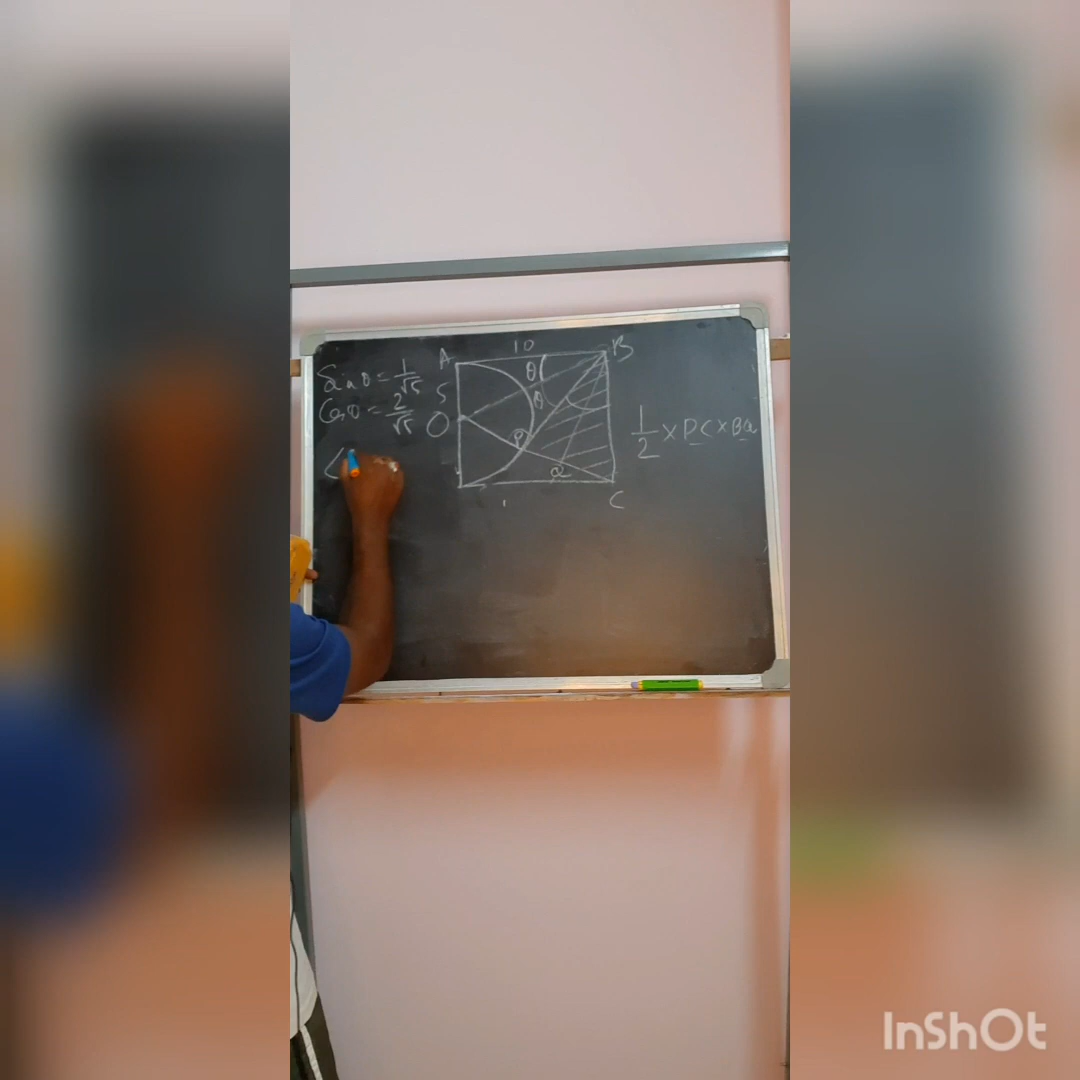 Sin θ = 1/√5
Cos θ = 2/√5
A
10
B
5
O
θ
θ
P
Q
C
1/2 × PC × BQ
<
InShOt